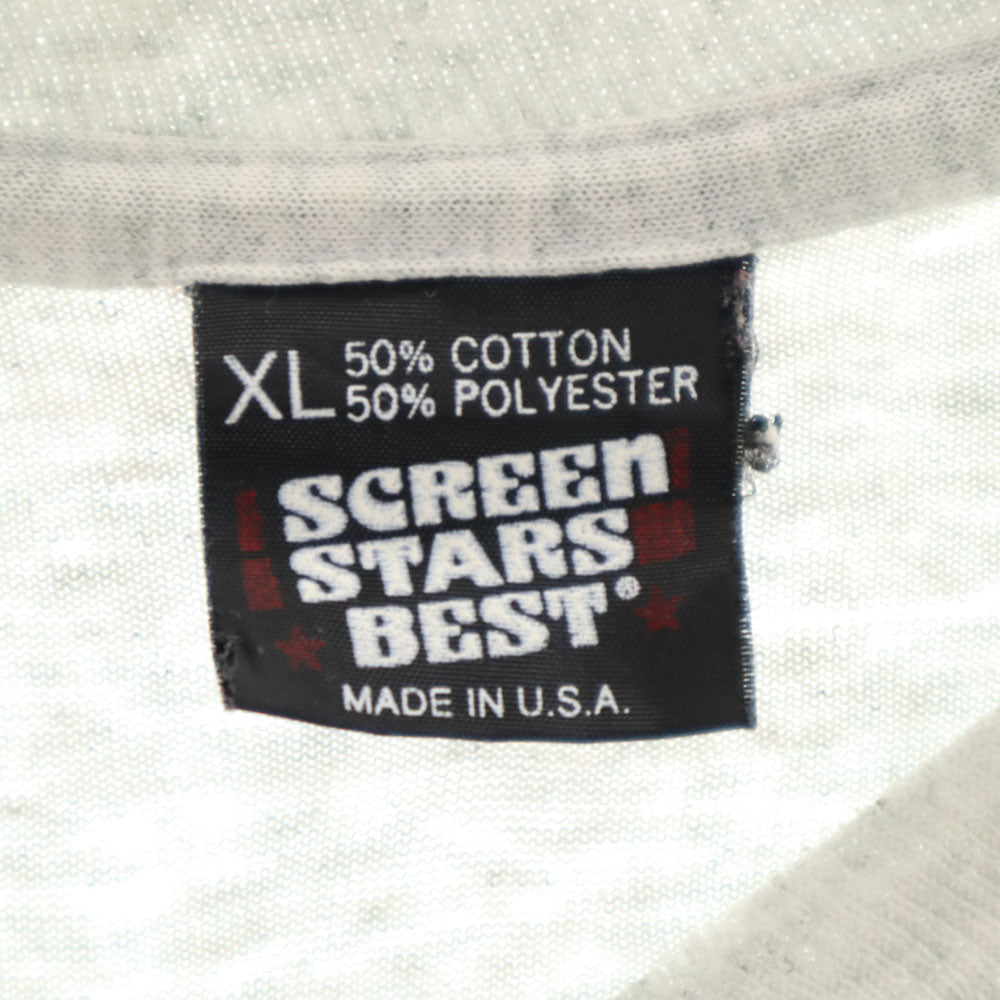 XL 50% COTTON
50% POLYESTER
SCREEN
STARS
BEST®
MADE IN U.S.A.